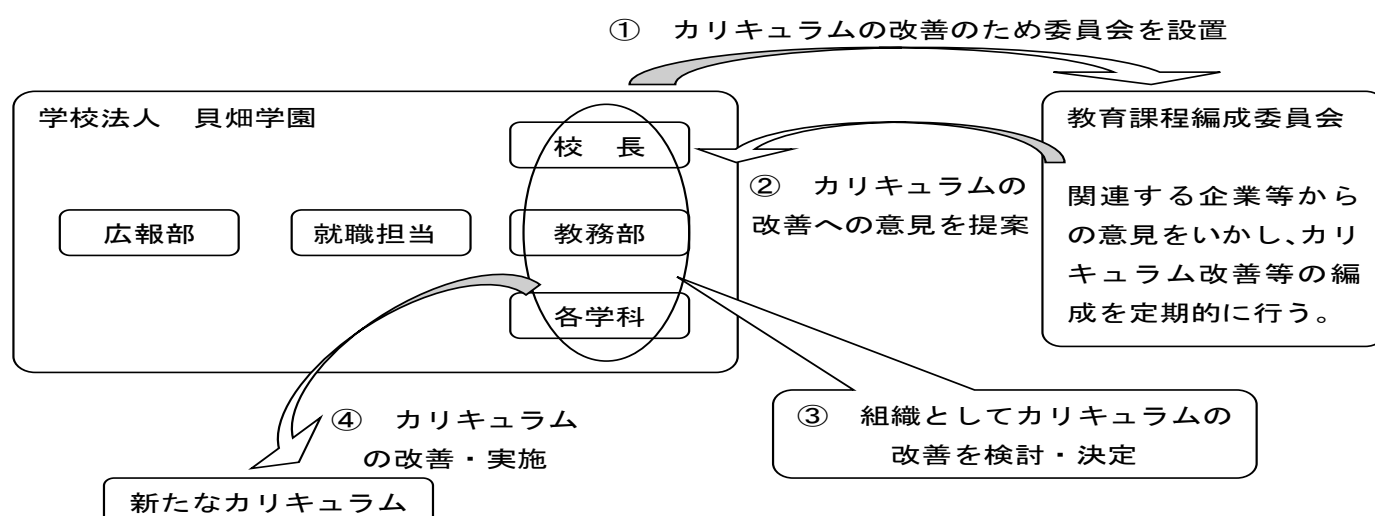 ① カリキュラムの改善のため委員会を設置
学校法人 貝畑学園
校 長
広報部
就職担当
教務部
各学科
② カリキュラムの
改善への意見を提案
教育課程編成委員会
関連する企業等から
の意見をいかし、カリ
キュラム改善等の編
成を定期的に行う。
③ 組織としてカリキュラムの
改善を検討・決定
④ カリキュラム
の改善・実施
新たなカリキュラム